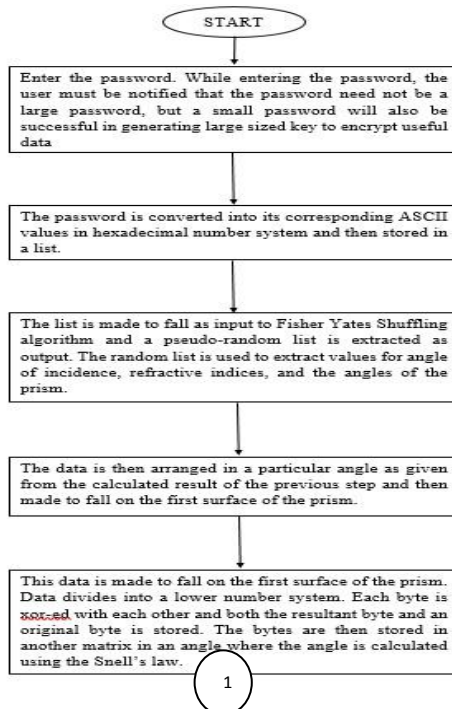 START
Enter the password. While entering the password, the
user must be notified that the password need not be a
large password, but a small password will also be
successful in generating large sized key to encrypt useful
data
The password is converted into its corresponding ASCII
values in hexadecimal number system and then stored in
a list.
The list is made to fall as input to Fisher Yates Shuffling
algorithm and a pseudo-random list is extracted as
output. The random list is used to extract values for angle
of incidence, refractive indices, and the angles of the
prism.
The data is then arranged in a particular angle as given
from the calculated result of the previous step and then
made to fall on the first surface of the prism.
This data is made to fall on the first surface of the prism.
Data divides into a lower number system. Each byte is
xor-ed with each other and both the resultant byte and an
original byte is stored. The bytes are then stored in
another matrix in an angle where the angle is calculated
using the Snell's law.
1